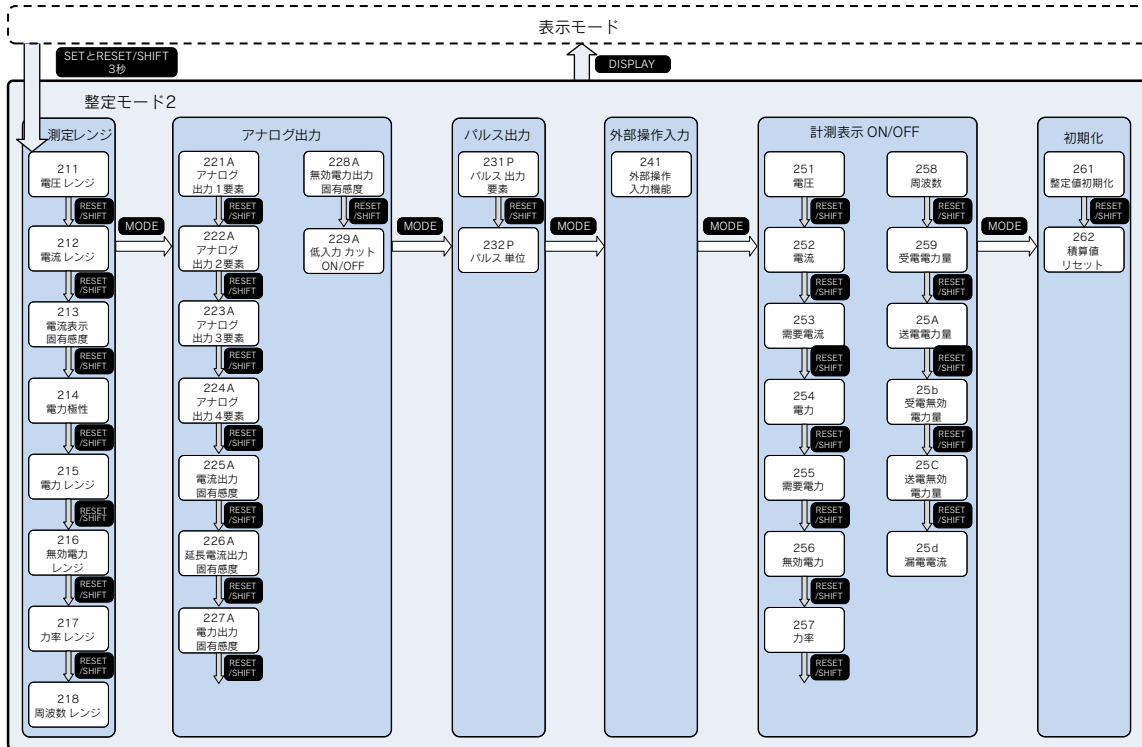 表示モード
SETとRESET/SHIFT
3秒
DISPLAY
整定モード2
測定レンジ
211
電圧 レンジ
RESET
/SHIFT
212
電流 レンジ
RESET
/SHIFT
213
電流表示
固有感度
RESET
/SHIFT
214
電力極性
RESET
/SHIFT
215
電力 レンジ
RESET
/SHIFT
216
無効電力
レンジ
RESET
/SHIFT
217
力率 レンジ
RESET
/SHIFT
218
周波数 レンジ
MODE
アナログ出力
221A
アナログ
出力1要素
RESET
/SHIFT
222A
アナログ
出力2要素
RESET
/SHIFT
223A
アナログ
出力3要素
RESET
/SHIFT
224A
アナログ
出力4要素
RESET
/SHIFT
225A
電流出力
固有感度
RESET
/SHIFT
226A
延長電流出力
固有感度
RESET
/SHIFT
227A
電力出力
固有感度
RESET
/SHIFT
228A
無効電力出力
固有感度
RESET
/SHIFT
229A
低入力 カット
ON/OFF
MODE
パルス出力
231P
パルス 出力
要素
RESET
/SHIFT
232P
パルス 単位
MODE
外部操作入力
241
外部操作
入力機能
MODE
計測表示 ON/OFF
251
電圧
RESET
/SHIFT
252
電流
RESET
/SHIFT
253
需要電流
RESET
/SHIFT
254
電力
RESET
/SHIFT
255
需要電力
RESET
/SHIFT
256
無効電力
RESET
/SHIFT
257
力率
RESET
/SHIFT
258
周波数
RESET
/SHIFT
259
受電電力量
RESET
/SHIFT
25A
送電電力量
RESET
/SHIFT
25b
受電無効
電力量
RESET
/SHIFT
25C
送電無効
電力量
RESET
/SHIFT
25d
漏電電流
MODE
初期化
261
整定値初期化
RESET
/SHIFT
262
積算値
リセット